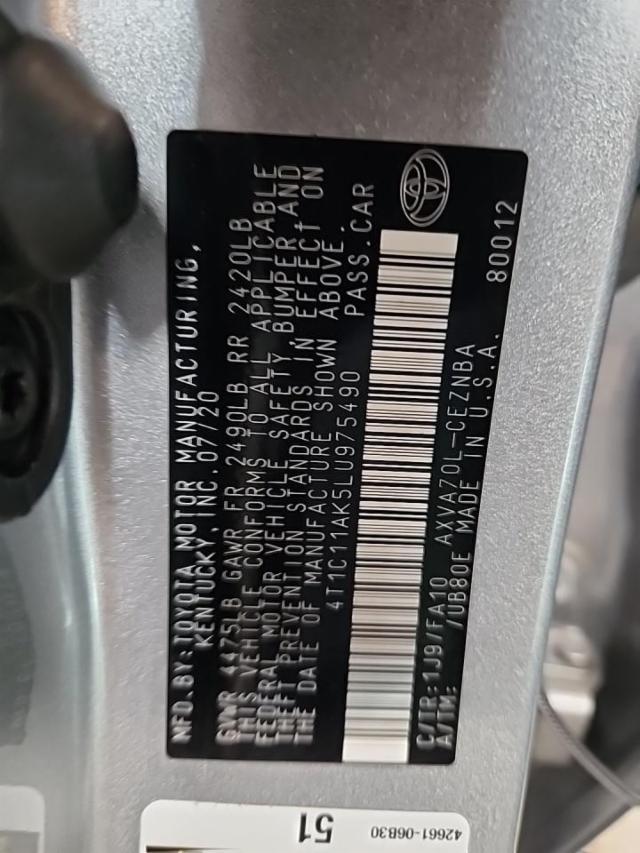 MFD.BY:TOYOTA MOTOR MANUFACTURING,
KENTUCKY, INC.07/20
GVWR 4475LB GAWR FR 2490LB RR 2420LB
THIS VEHICLE CONFORMS TO ALL APPLICABLE
FEDERAL MOTOR VEHICLE SAFETY, BUMPER, AND
THEFT PREVENTION STANDARDS IN EFFECT ON
THE DATE OF MANUFACTURE SHOWN ABOVE.
4T1C11AK5LU975490 PASS.CAR
C/TR:1J9/FA10 AXVA70L-CEZNBA
A/TM: /UB80E MADE IN U.S.A. 80012
42661-06B30
51